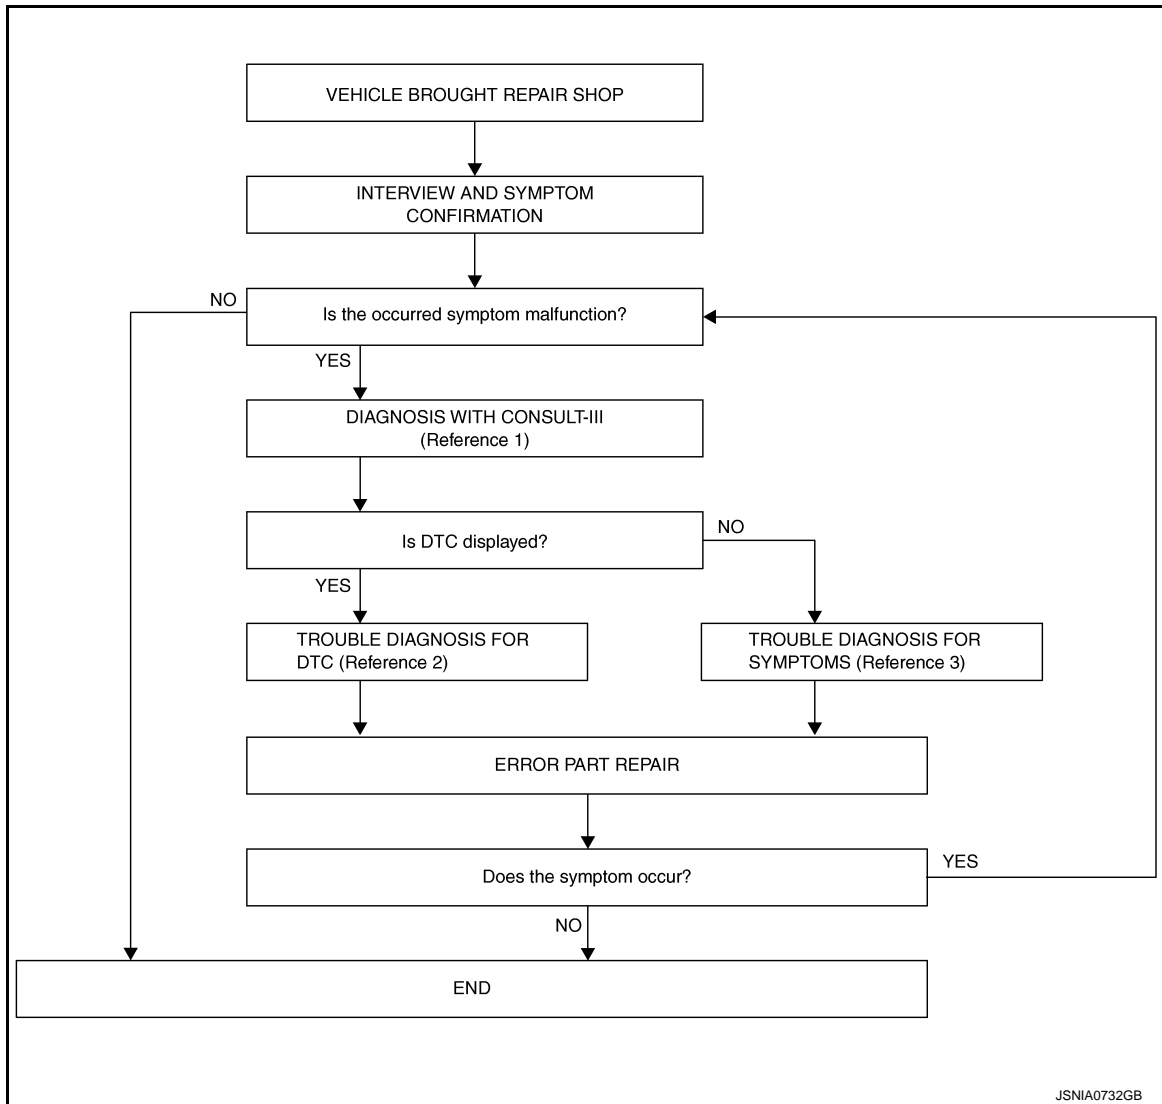 VEHICLE BROUGHT REPAIR SHOP
INTERVIEW AND SYMPTOM
CONFIRMATION
NO
Is the occurred symptom malfunction?
YES
DIAGNOSIS WITH CONSULT-III
(Reference 1)
Is DTC displayed?
NO
YES
TROUBLE DIAGNOSIS FOR
DTC (Reference 2)
TROUBLE DIAGNOSIS FOR
SYMPTOMS (Reference 3)
ERROR PART REPAIR
Does the symptom occur?
YES
NO
END
JSNIA0732GB